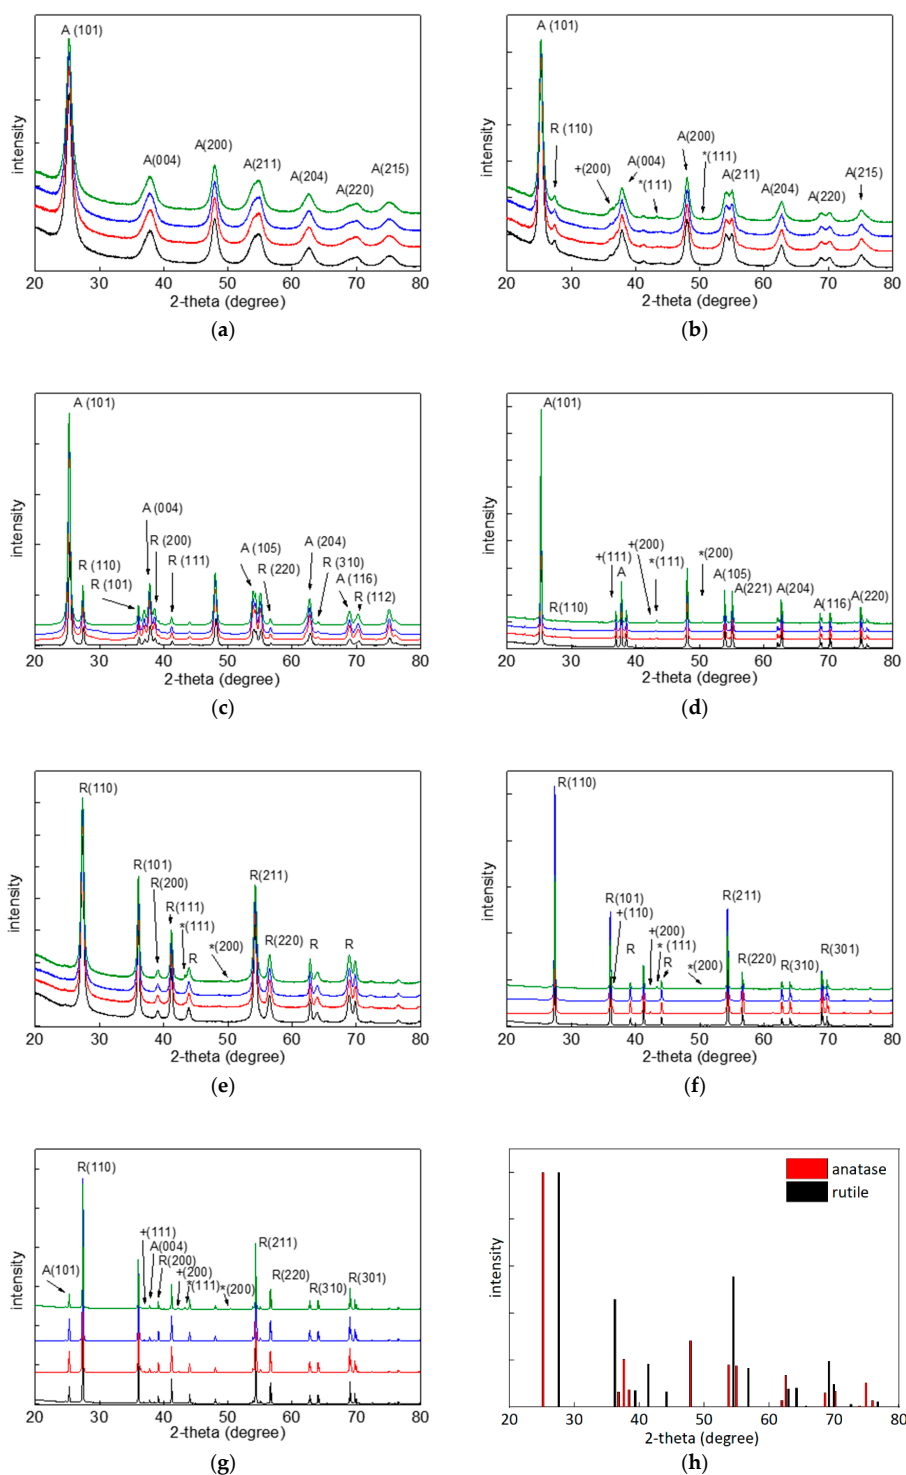 A (101)
A(004)
A(200)
A(211)
A(204)
A(220)
A(215)
intensity
20 30 40 50 60 70 80
2-theta (degree)
(a)
A (101)
R (110)
+(200)
A(004)
*(111)
A(200)
*(111)
A(211)
A(204)
A(220)
A(215)
intensity
20 30 40 50 60 70 80
2-theta (degree)
(b)
A (101)
A (004)
R (200)
R (110)
R (101)
R (111)
A (105)
R (220)
A (204)
R (310)
A (116)
R (112)
intensity
20 30 40 50 60 70 80
2-theta (degree)
(c)
A(101)
R(110)
+(111)
A
+(200)
*(111)
*(200)
A(105)
A(221)
A(204)
A(116)
A(220)
intensity
20 30 40 50 60 70 80
2-theta (degree)
(d)
R(110)
R(101)
R(200)
R(111)
*(111)
R
*(200)
R(211)
R(220)
R
R
intensity
20 30 40 50 60 70 80
2-theta (degree)
(e)
R(110)
R(101)
+(110)
R
+(200)
*(111)
R
*(200)
R(211)
R(220)
R(310)
R(301)
intensity
20 30 40 50 60 70 80
2-theta (degree)
(f)
R(110)
A(101)
+(111)
A(004)
R(200)
+(200)
*(111)
*(200)
R(211)
R(220)
R(310)
R(301)
intensity
20 30 40 50 60 70 80
2-theta (degree)
(g)
anatase
rutile
intensity
20 30 40 50 60 70 80
2-theta (degree)
(h)